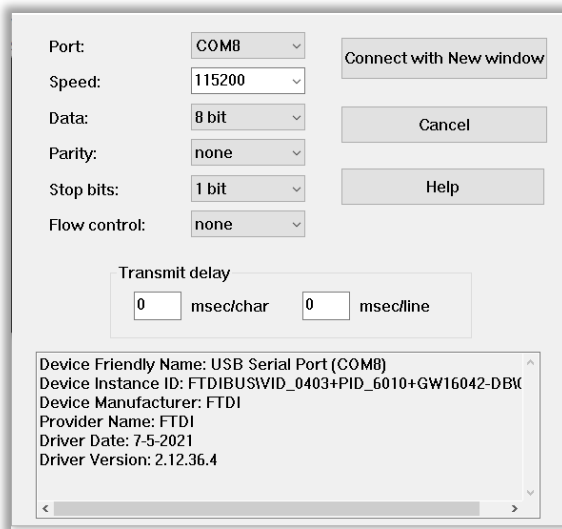 Port: COM8
Connect with New window
Speed: 115200
Data: 8 bit
Cancel
Parity: none
Stop bits: 1 bit
Help
Flow control: none
Transmit delay
0 msec/char 0 msec/line
Device Friendly Name: USB Serial Port (COM8)
Device Instance ID: FTDIBUS\VID_0403+PID_6010+GW16042-DB\
Device Manufacturer: FTDI
Provider Name: FTDI
Driver Date: 7-5-2021
Driver Version: 2.12.36.4